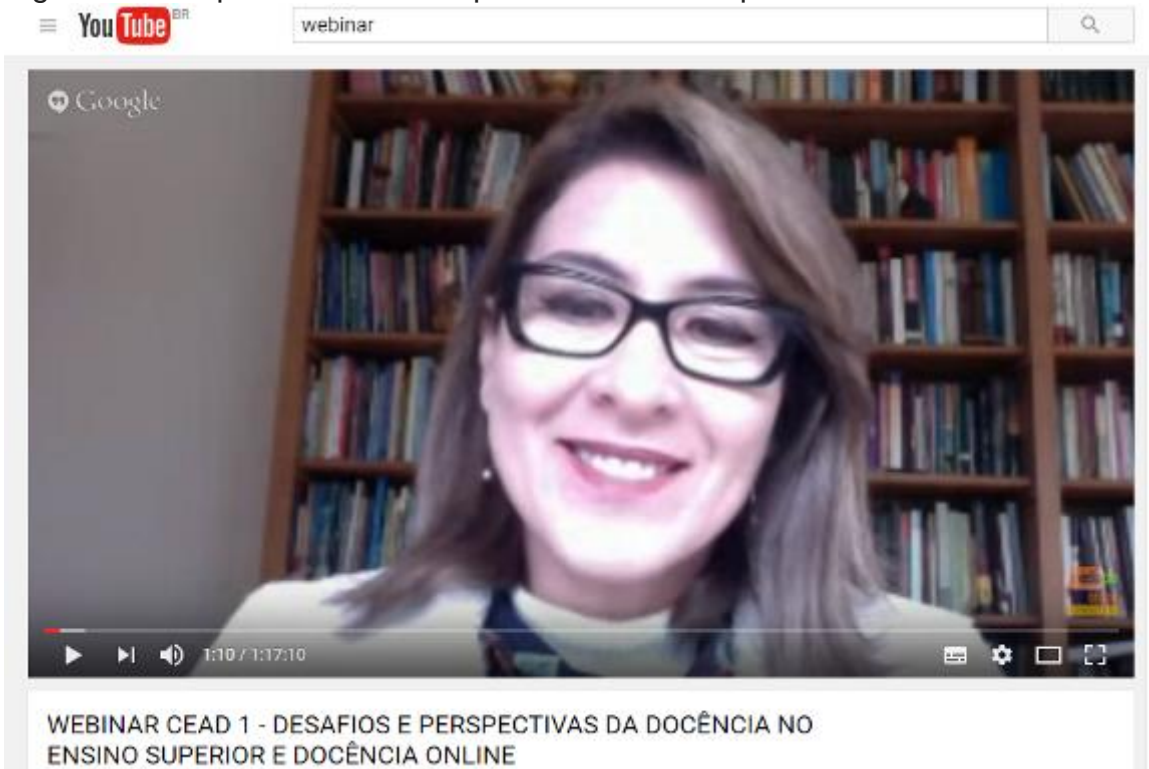 You Tube BR
webinar
Google
1:10 / 1:17:10
WEBINAR CEAD 1 - DESAFIOS E PERSPECTIVAS DA DOCÊNCIA NO
ENSINO SUPERIOR E DOCÊNCIA ONLINE